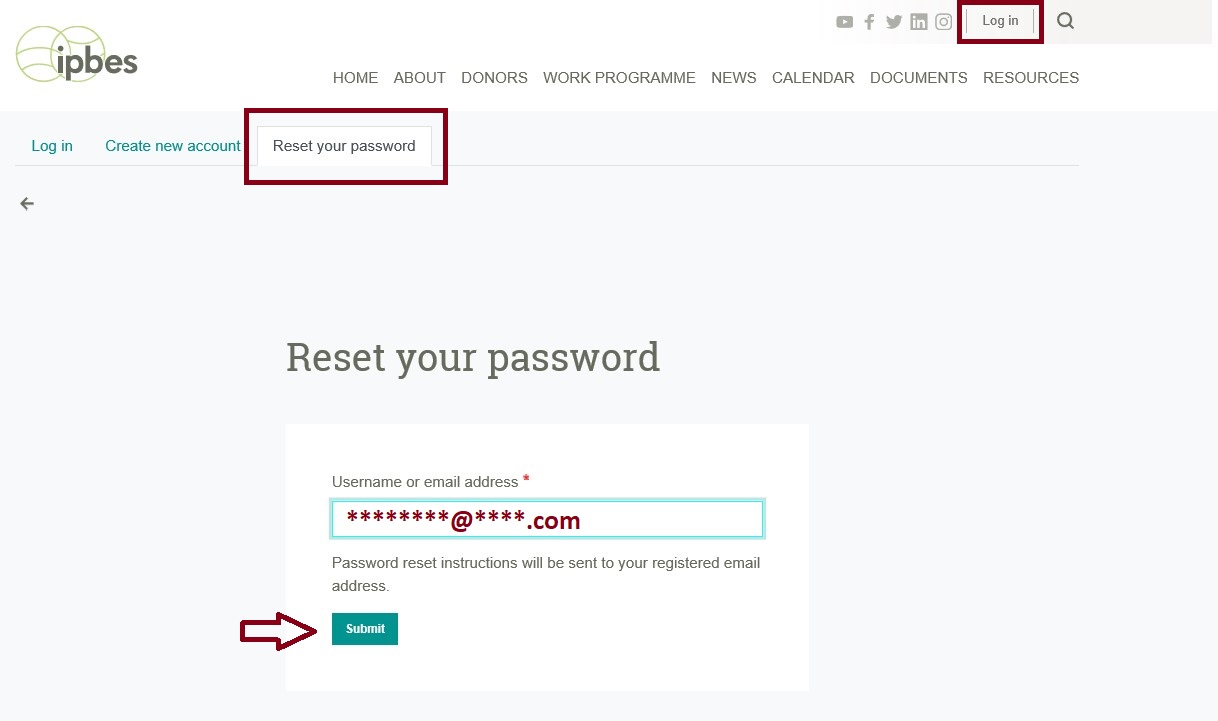 Log in
ipbes
HOME ABOUT DONORS WORK PROGRAMME NEWS CALENDAR DOCUMENTS RESOURCES
Log in Create new account Reset your password
Reset your password
Username or email address *
********@****.com
Password reset instructions will be sent to your registered email
address.
Submit